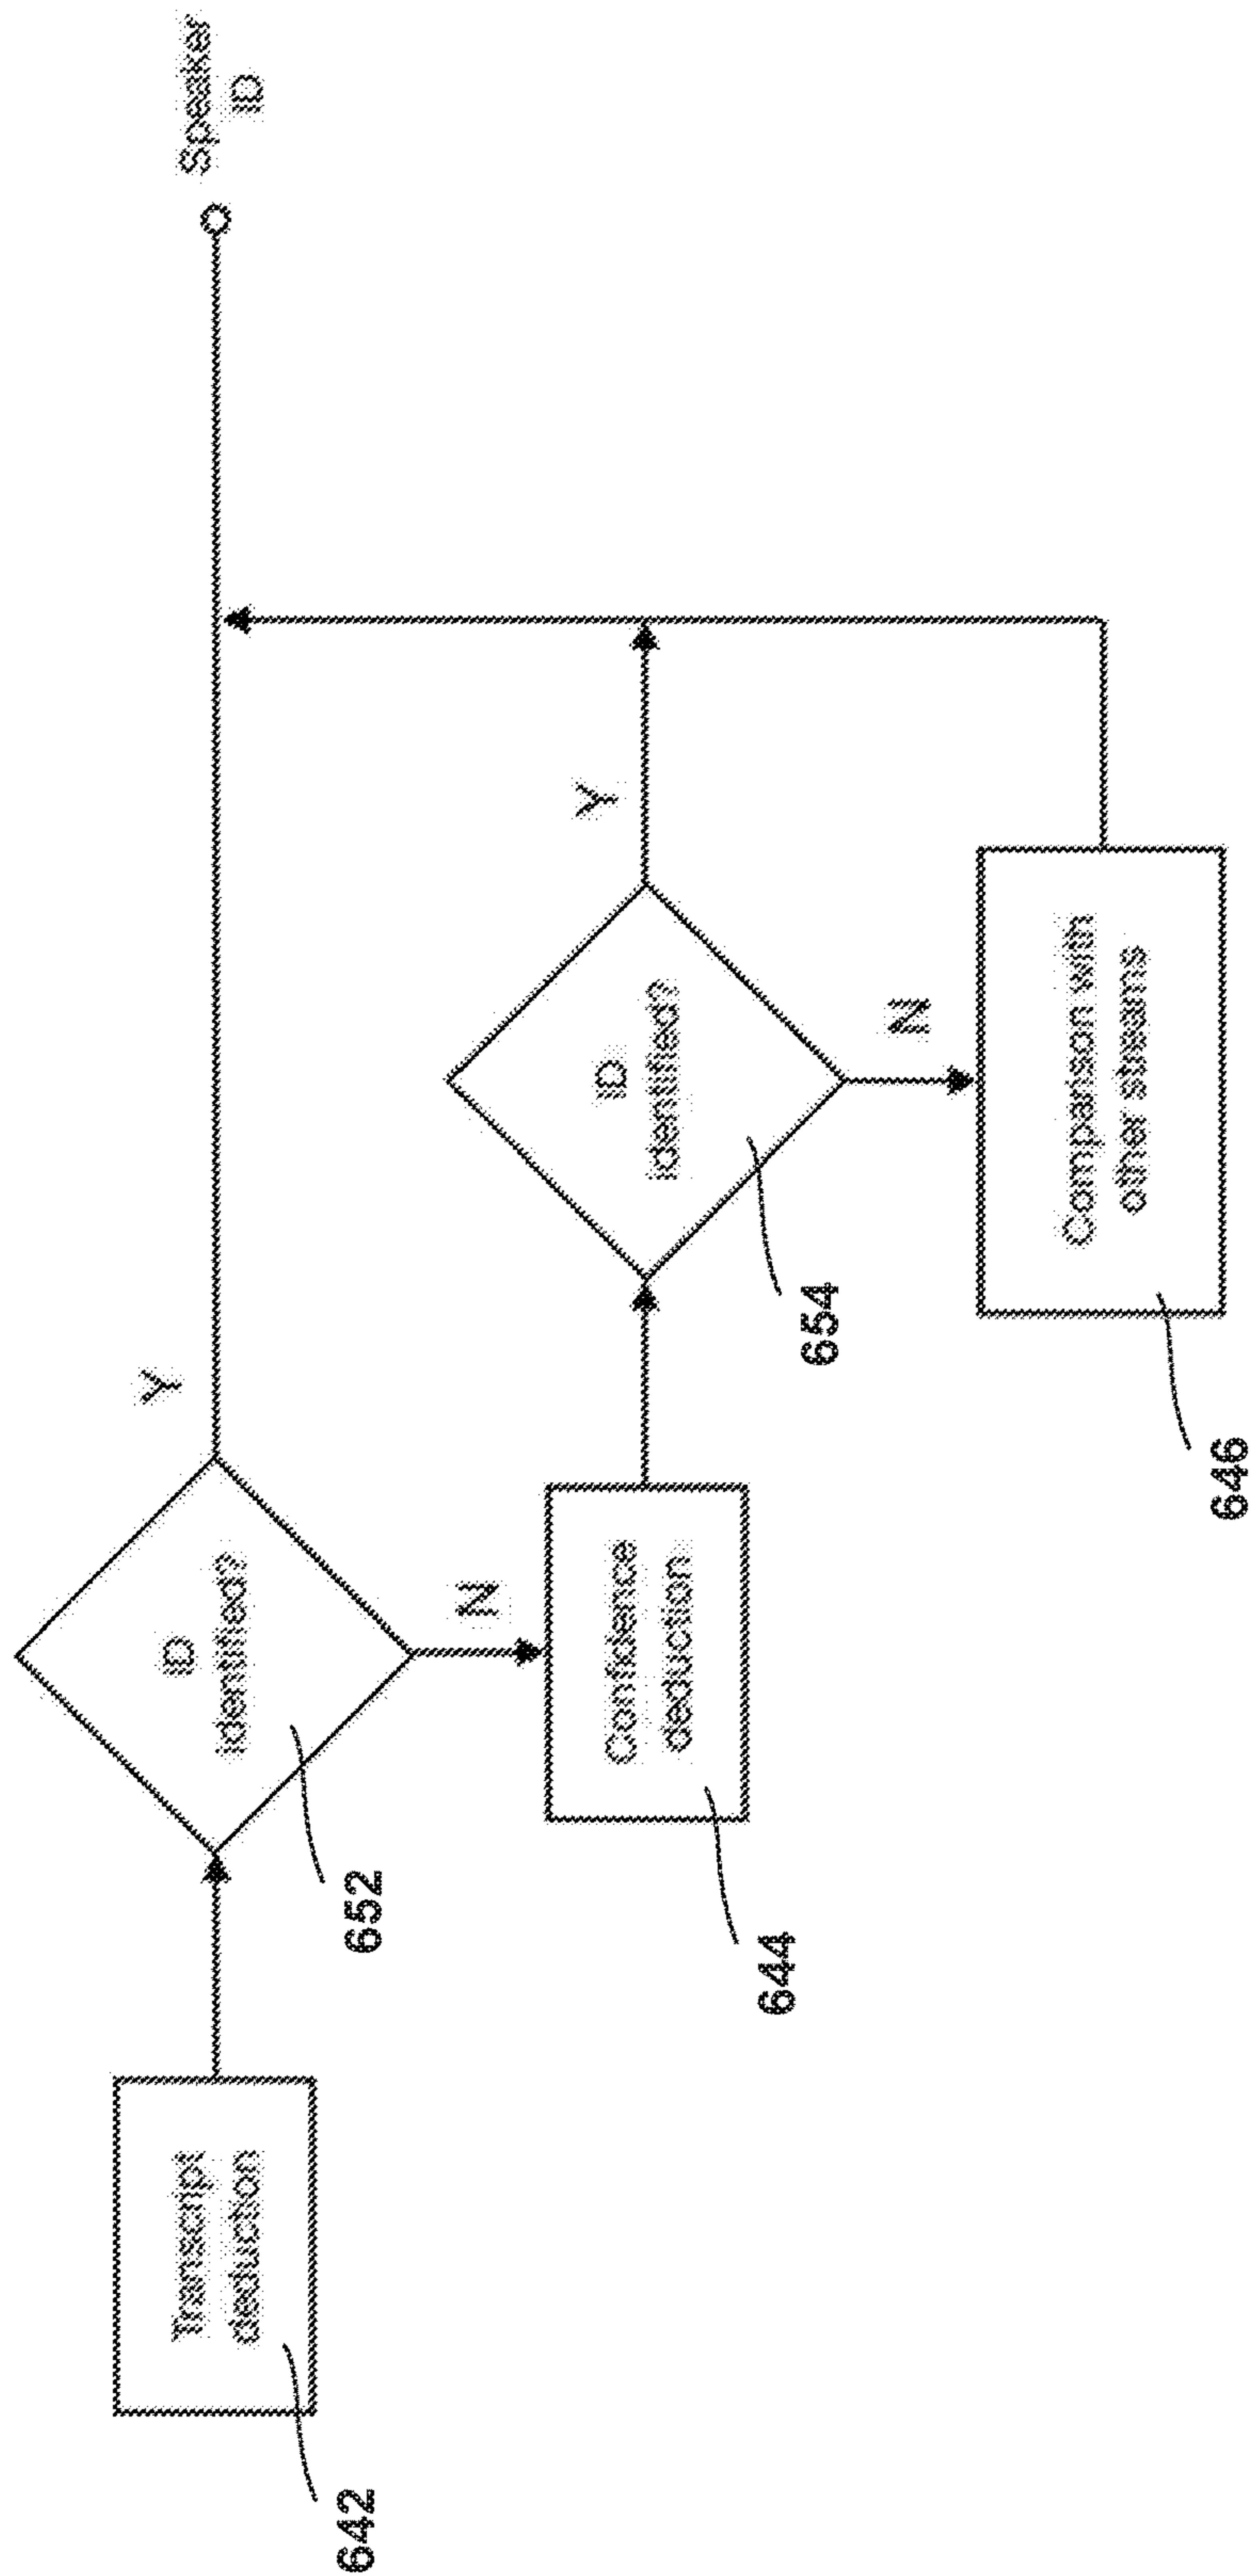 Transcript
deduction
642
ID
identified?
652
Y
N
Confidence
deduction
644
ID
identified?
654
Y
N
Comparison with
other streams
646
Speaker
ID